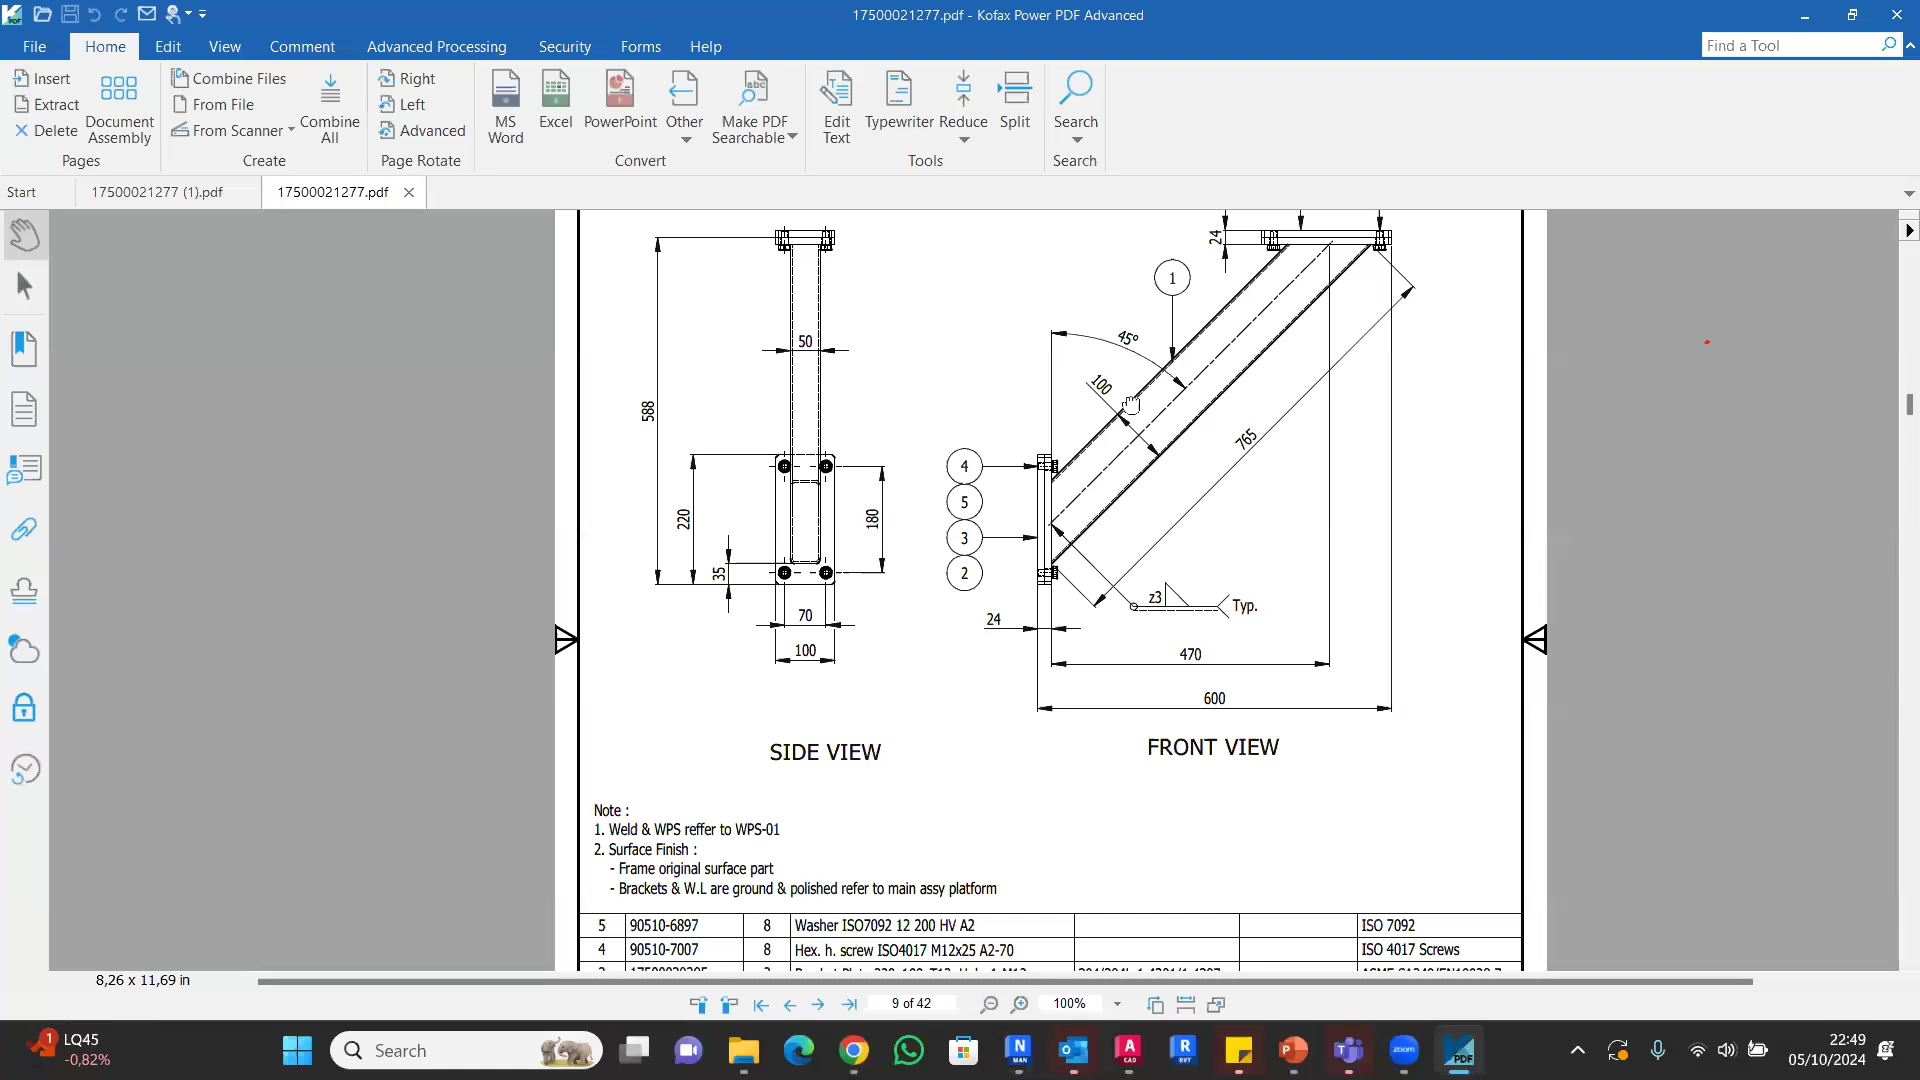 17500021277.pdf - Kofax Power PDF Advanced
File Home Edit View Comment Advanced Processing Security Forms Help
Find a Tool
Insert
Extract
Delete
Document Assembly
Pages
Combine Files
From File
From Scanner
Combine All
Create
Right
Left
Advanced
Page Rotate
MS Word
Excel
PowerPoint
Other
Make PDF Searchable
Convert
Edit Text
Typewriter
Reduce
Split
Tools
Search
Search
Start
17500021277 (1).pdf
17500021277.pdf
24
1
45°
50
100
588
765
4
5
3
2
220
180
35
z3
Typ.
70
24
100
470
600
SIDE VIEW
FRONT VIEW
Note :
1. Weld & WPS reffer to WPS-01
2. Surface Finish :
- Frame original surface part
- Brackets & W.L are ground & polished refer to main assy platform
5 90510-6897 8 Washer ISO7092 12 200 HV A2 ISO 7092
4 90510-7007 8 Hex. h. screw ISO4017 M12x25 A2-70 ISO 4017 Screws
8,26 x 11,69 in
9 of 42
100%
1
LQ45
-0,82%
Search
N
MAN
A
CAD
R
RVT
P
zoom
PDF
22:49
05/10/2024